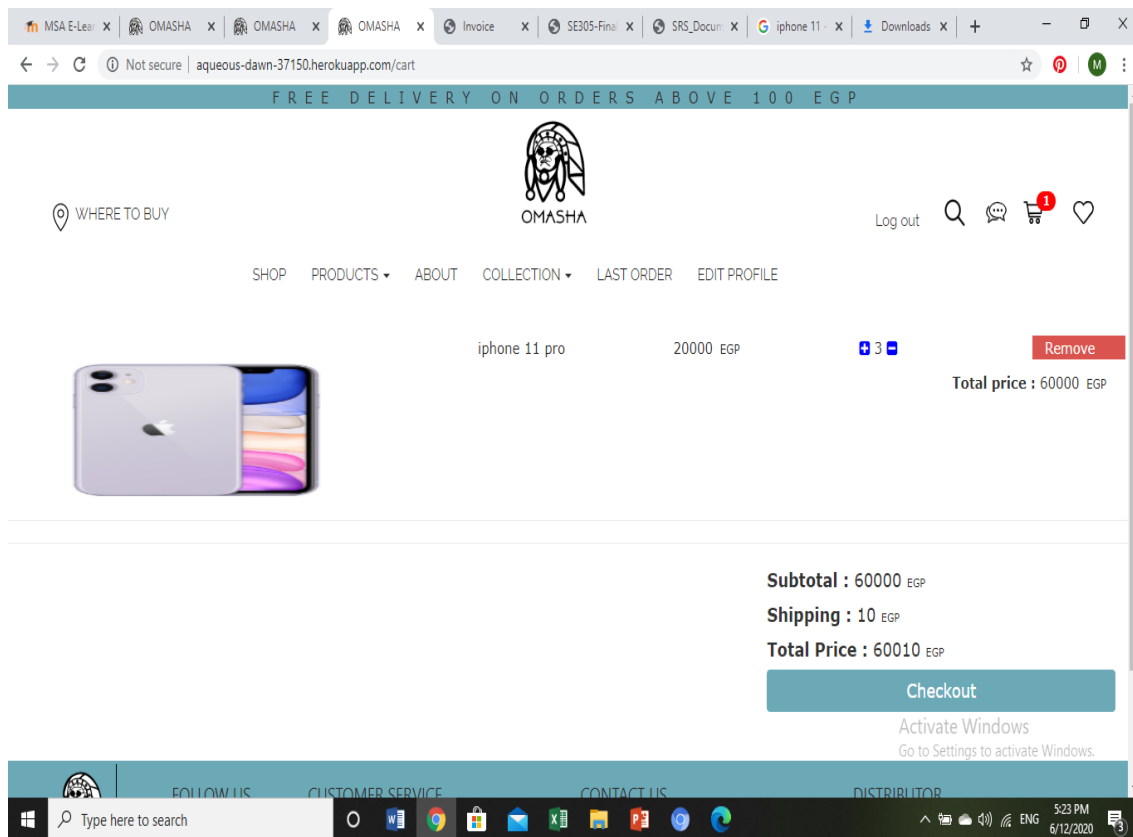 MSA E-Lear
OMASHA
OMASHA
OMASHA
Invoice
SE305-Final
SRS_Docum
iphone 11 -
Downloads
Not secure | aqueous-dawn-37150.herokuapp.com/cart
M
FREE DELIVERY ON ORDERS ABOVE 100 EGP
OMASHA
WHERE TO BUY
Log out
1
SHOP PRODUCTS ABOUT COLLECTION LAST ORDER EDIT PROFILE
iphone 11 pro 20000 EGP 3 Remove
Total price : 60000 EGP
Subtotal : 60000 EGP
Shipping : 10 EGP
Total Price : 60010 EGP
Checkout
Activate Windows
Go to Settings to activate Windows.
FOLLOW US CUSTOMER SERVICE CONTACT US DISTRIBUTOR
Type here to search
ENG
5:23 PM
6/12/2020
3